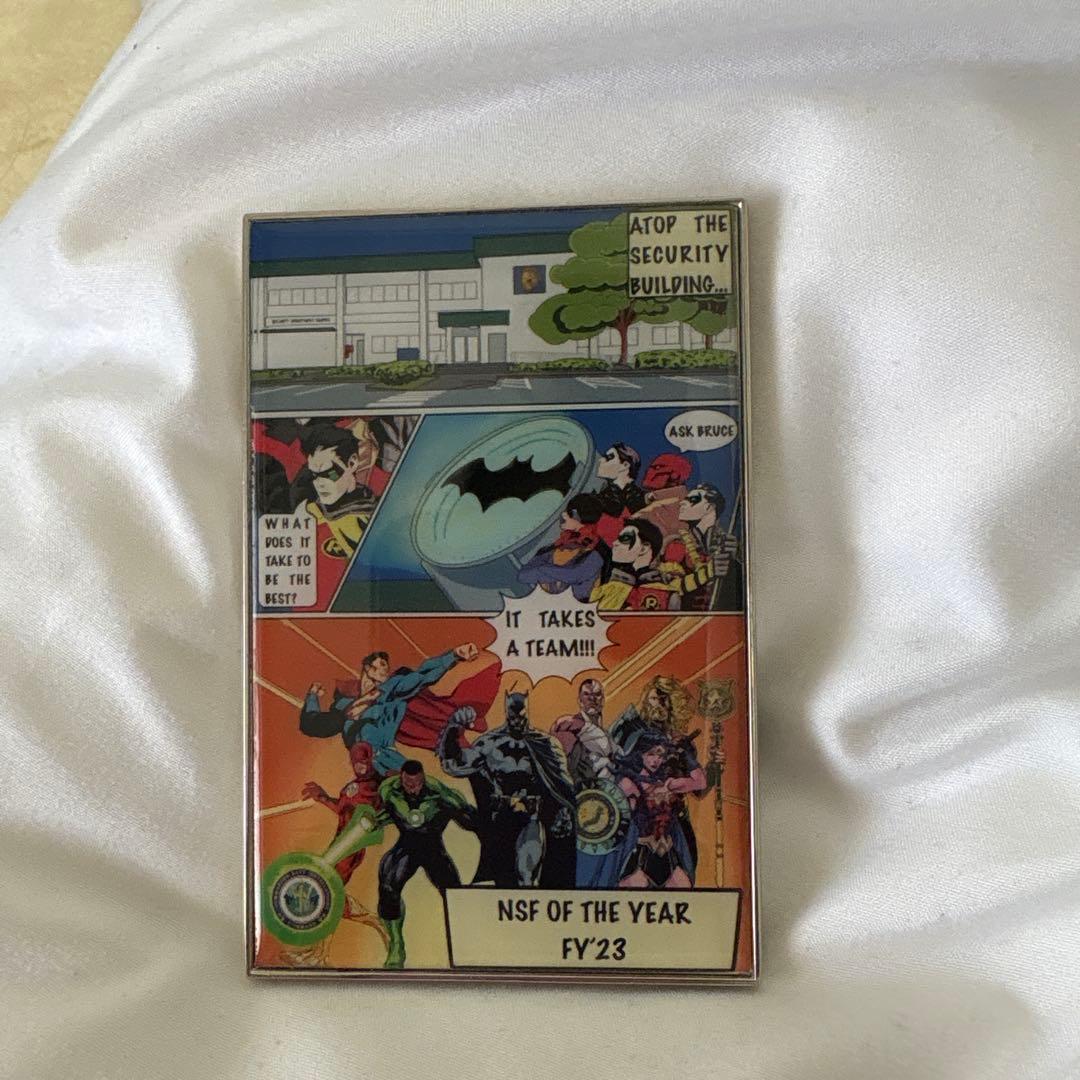 ATOP THE
SECURITY
BUILDING...
WHAT
DOES IT
TAKE TO
BE THE
BEST?
ASK BRUCE
R
IT TAKES
A TEAM!!!
NSF OF THE YEAR
FY'23